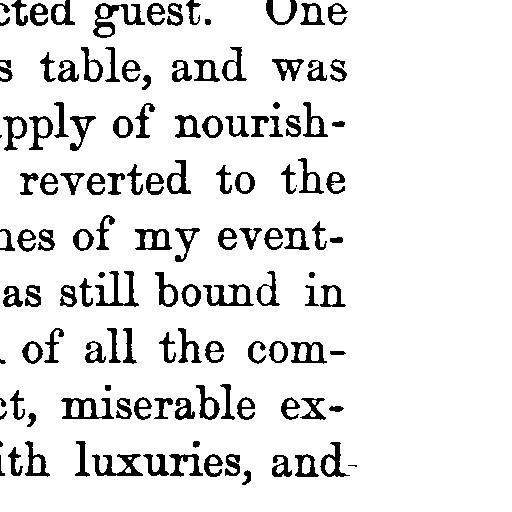 cted guest. One
s table, and was
pply of nourish-
reverted to the
nes of my event-
as still bound in
of all the com-
ct, miserable ex-
ith luxuries, and